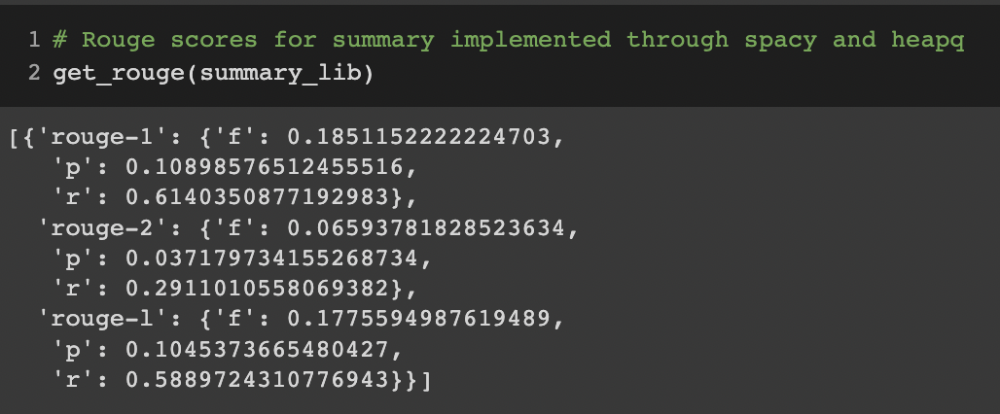 1 # Rouge scores for summary implemented through spacy and heapq
2 get_rouge(summary_lib)
[{'rouge-1': {'f': 0.1851152222224703,
'p': 0.10898576512455516,
'r': 0.6140350877192983},
'rouge-2': {'f': 0.06593781828523634,
'p': 0.037179734155268734,
'r': 0.2911010558069382},
'rouge-l': {'f': 0.1775594987619489,
'p': 0.1045373665480427,
'r': 0.5889724310776943}}]